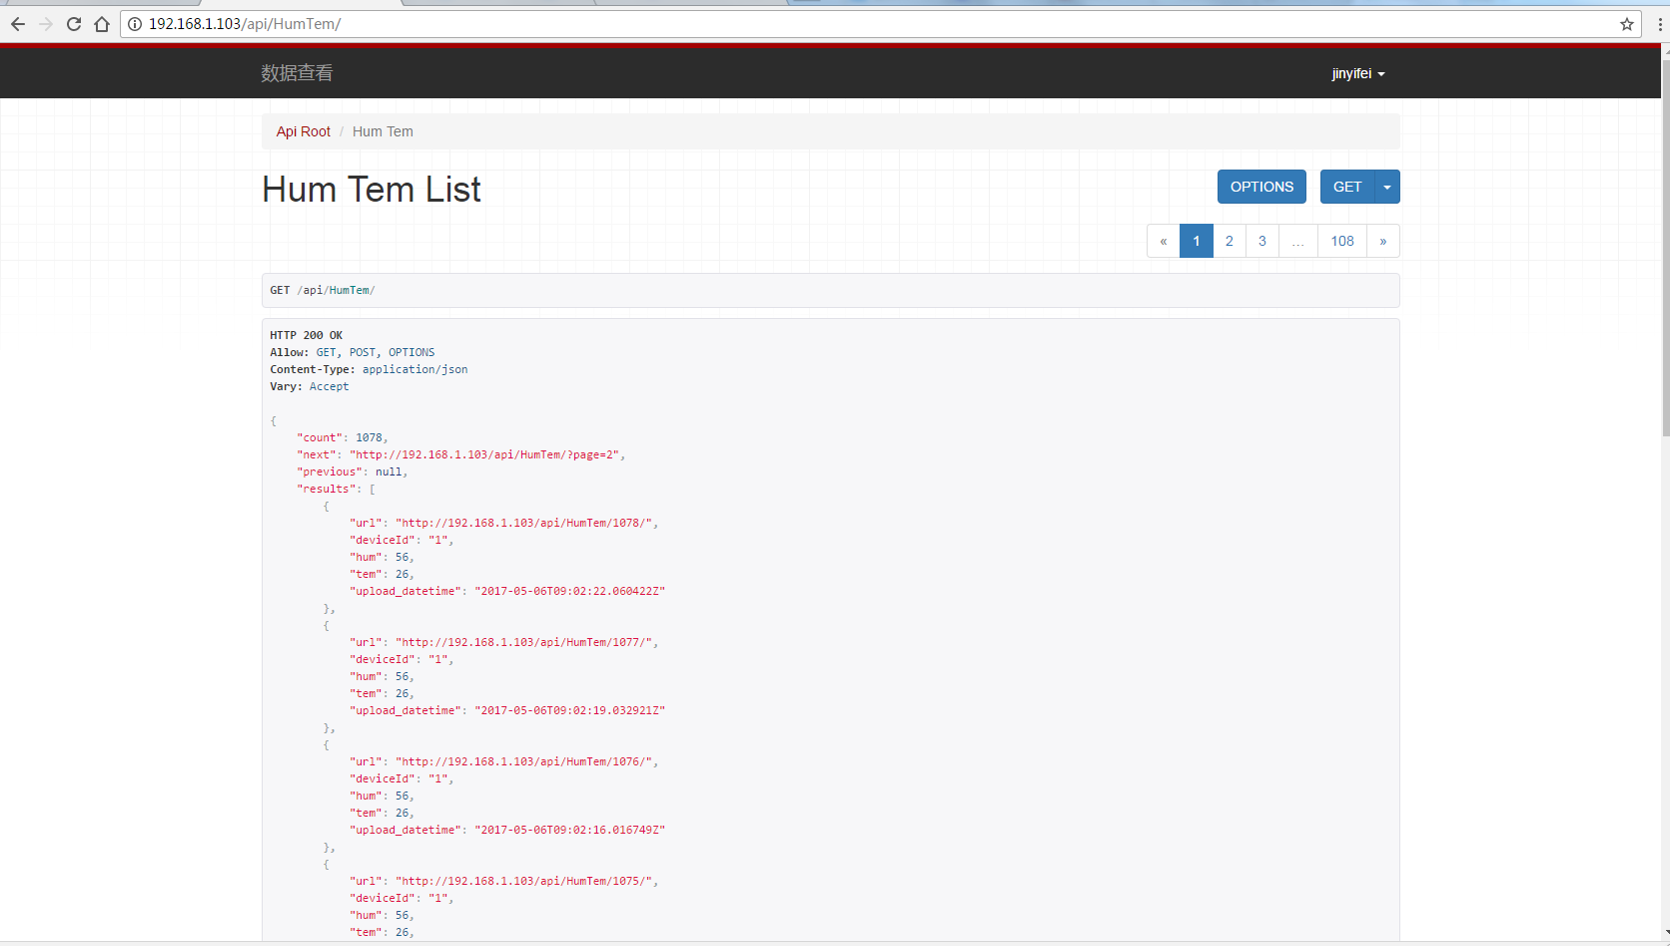 192.168.1.103/api/HumTem/
数据查看
jinyifei
Api Root / Hum Tem
Hum Tem List
OPTIONS
GET
« 1 2 3 … 108 »
GET /api/HumTem/
HTTP 200 OK
Allow: GET, POST, OPTIONS
Content-Type: application/json
Vary: Accept
{
"count": 1078,
"next": "http://192.168.1.103/api/HumTem/?page=2",
"previous": null,
"results": [
{
"url": "http://192.168.1.103/api/HumTem/1078/",
"deviceId": "1",
"hum": 56,
"tem": 26,
"upload_datetime": "2017-05-06T09:02:22.060422Z"
},
{
"url": "http://192.168.1.103/api/HumTem/1077/",
"deviceId": "1",
"hum": 56,
"tem": 26,
"upload_datetime": "2017-05-06T09:02:19.032921Z"
},
{
"url": "http://192.168.1.103/api/HumTem/1076/",
"deviceId": "1",
"hum": 56,
"tem": 26,
"upload_datetime": "2017-05-06T09:02:16.016749Z"
},
{
"url": "http://192.168.1.103/api/HumTem/1075/",
"deviceId": "1",
"hum": 56,
"tem": 26,